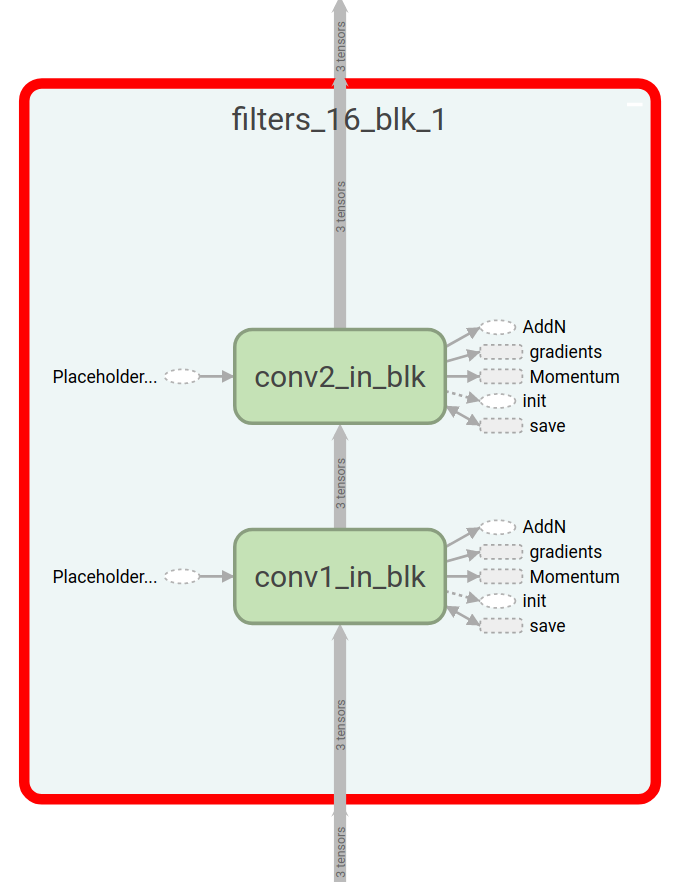 3 tensors
filters_16_blk_1
3 tensors
Placeholder...
conv2_in_blk
AddN
gradients
Momentum
init
save
3 tensors
Placeholder...
conv1_in_blk
AddN
gradients
Momentum
init
save
3 tensors
3 tensors